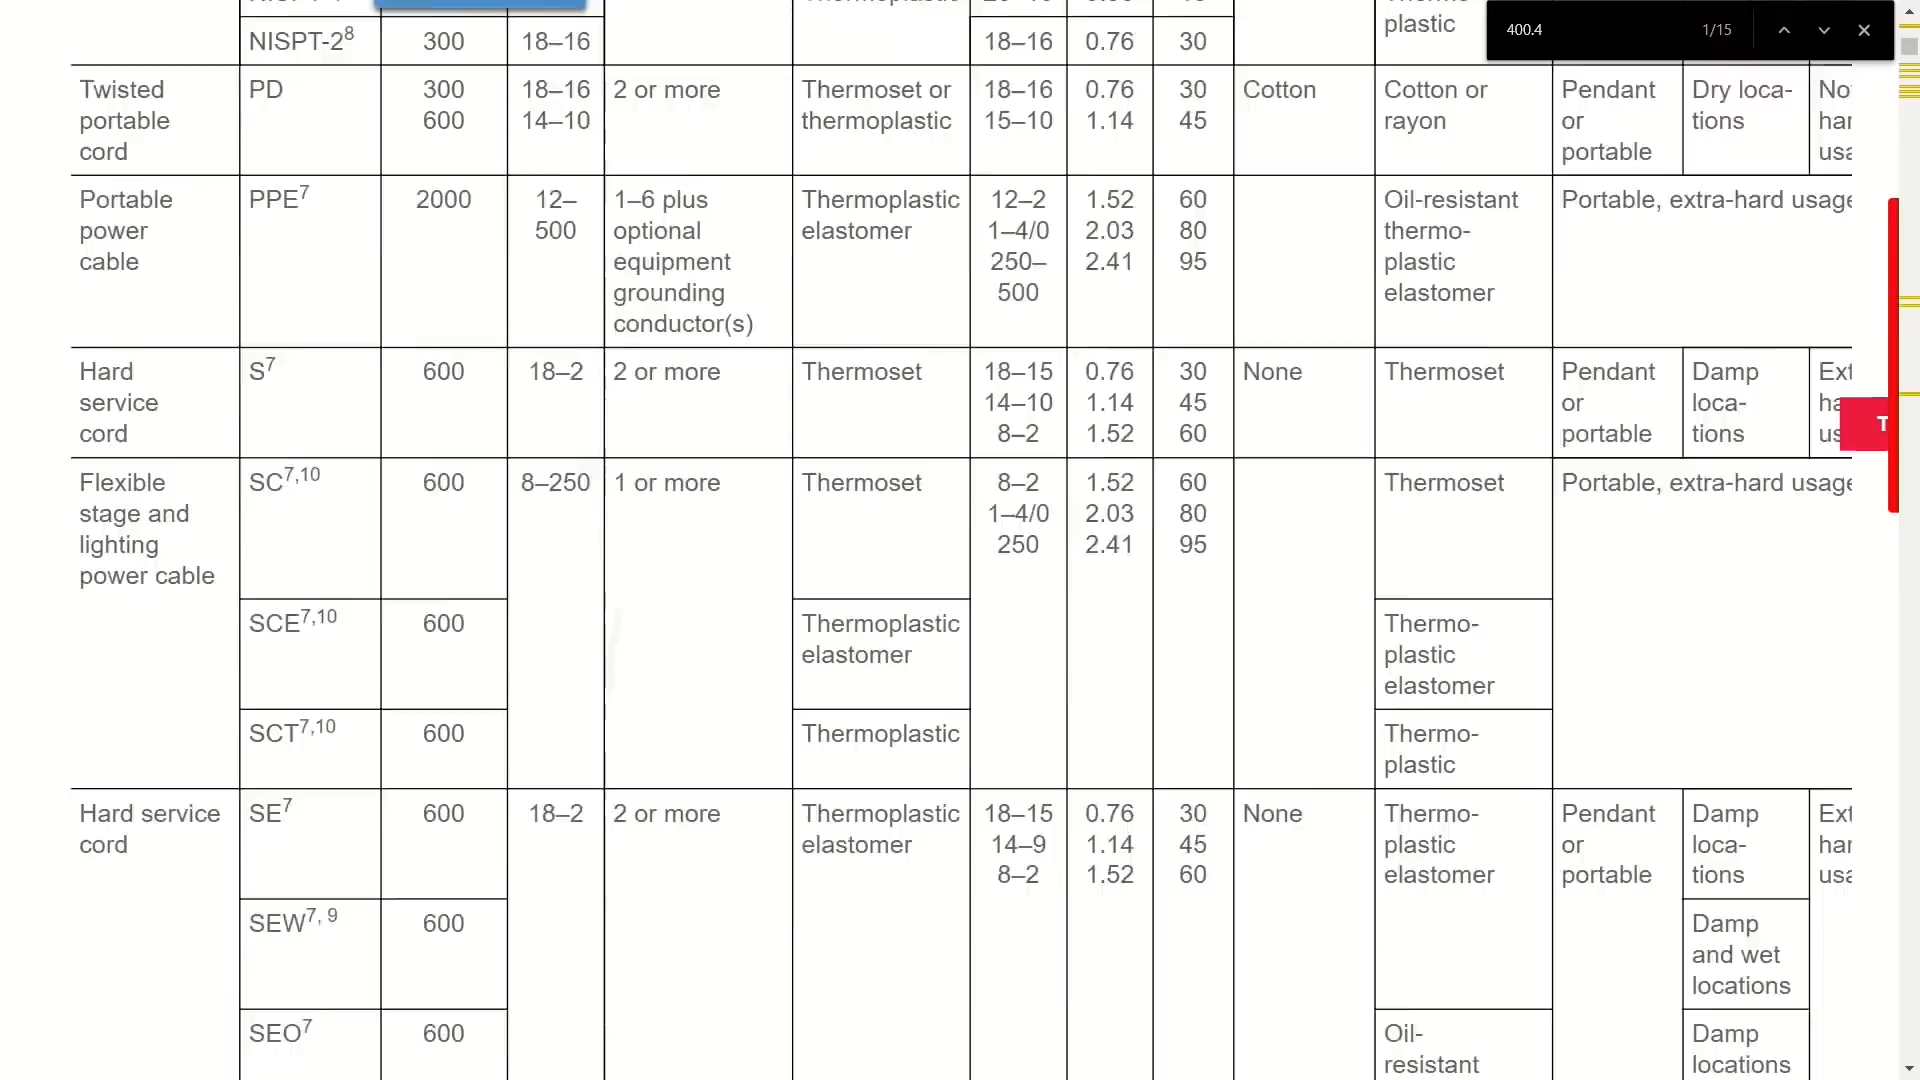 400.4 1/15
plastic
NISPT-2⁸ 300 18–16 18–16 0.76 30
Twisted PD 300 18–16 2 or more Thermoset or 18–16 0.76 30 Cotton Cotton or Pendant Dry loca-
portable 600 14–10 thermoplastic 15–10 1.14 45 rayon or tions
cord portable
Portable PPE⁷ 2000 12– 1–6 plus Thermoplastic 12–2 1.52 60 Oil-resistant Portable, extra-hard usage
power 500 optional elastomer 1–4/0 2.03 80 thermo-
cable equipment 250– 2.41 95 plastic
grounding 500 elastomer
conductor(s)
Hard S⁷ 600 18–2 2 or more Thermoset 18–15 0.76 30 None Thermoset Pendant Damp
service 14–10 1.14 45 or loca-
cord 8–2 1.52 60 portable tions
T
Flexible SC⁷,¹⁰ 600 8–250 1 or more Thermoset 8–2 1.52 60 Thermoset Portable, extra-hard usage
stage and 1–4/0 2.03 80
lighting 250 2.41 95
power cable
SCE⁷,¹⁰ 600 Thermoplastic Thermo-
elastomer plastic
elastomer
SCT⁷,¹⁰ 600 Thermoplastic Thermo-
plastic
Hard service SE⁷ 600 18–2 2 or more Thermoplastic 18–15 0.76 30 None Thermo- Pendant Damp
cord elastomer 14–9 1.14 45 plastic or loca-
8–2 1.52 60 elastomer portable tions
SEW⁷, ⁹ 600 Damp
and wet
locations
SEO⁷ 600 Oil- Damp
resistant locations